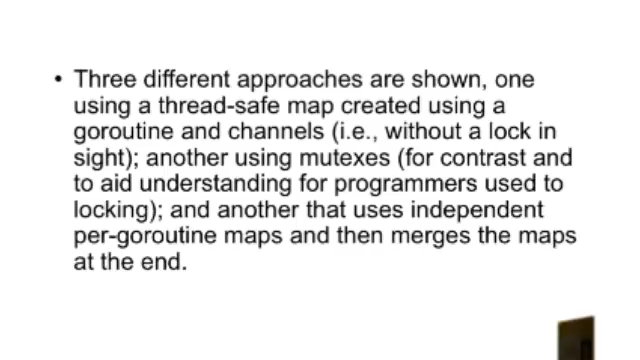 • Three different approaches are shown, one
using a thread-safe map created using a
goroutine and channels (i.e., without a lock in
sight); another using mutexes (for contrast and
to aid understanding for programmers used to
locking); and another that uses independent
per-goroutine maps and then merges the maps
at the end.